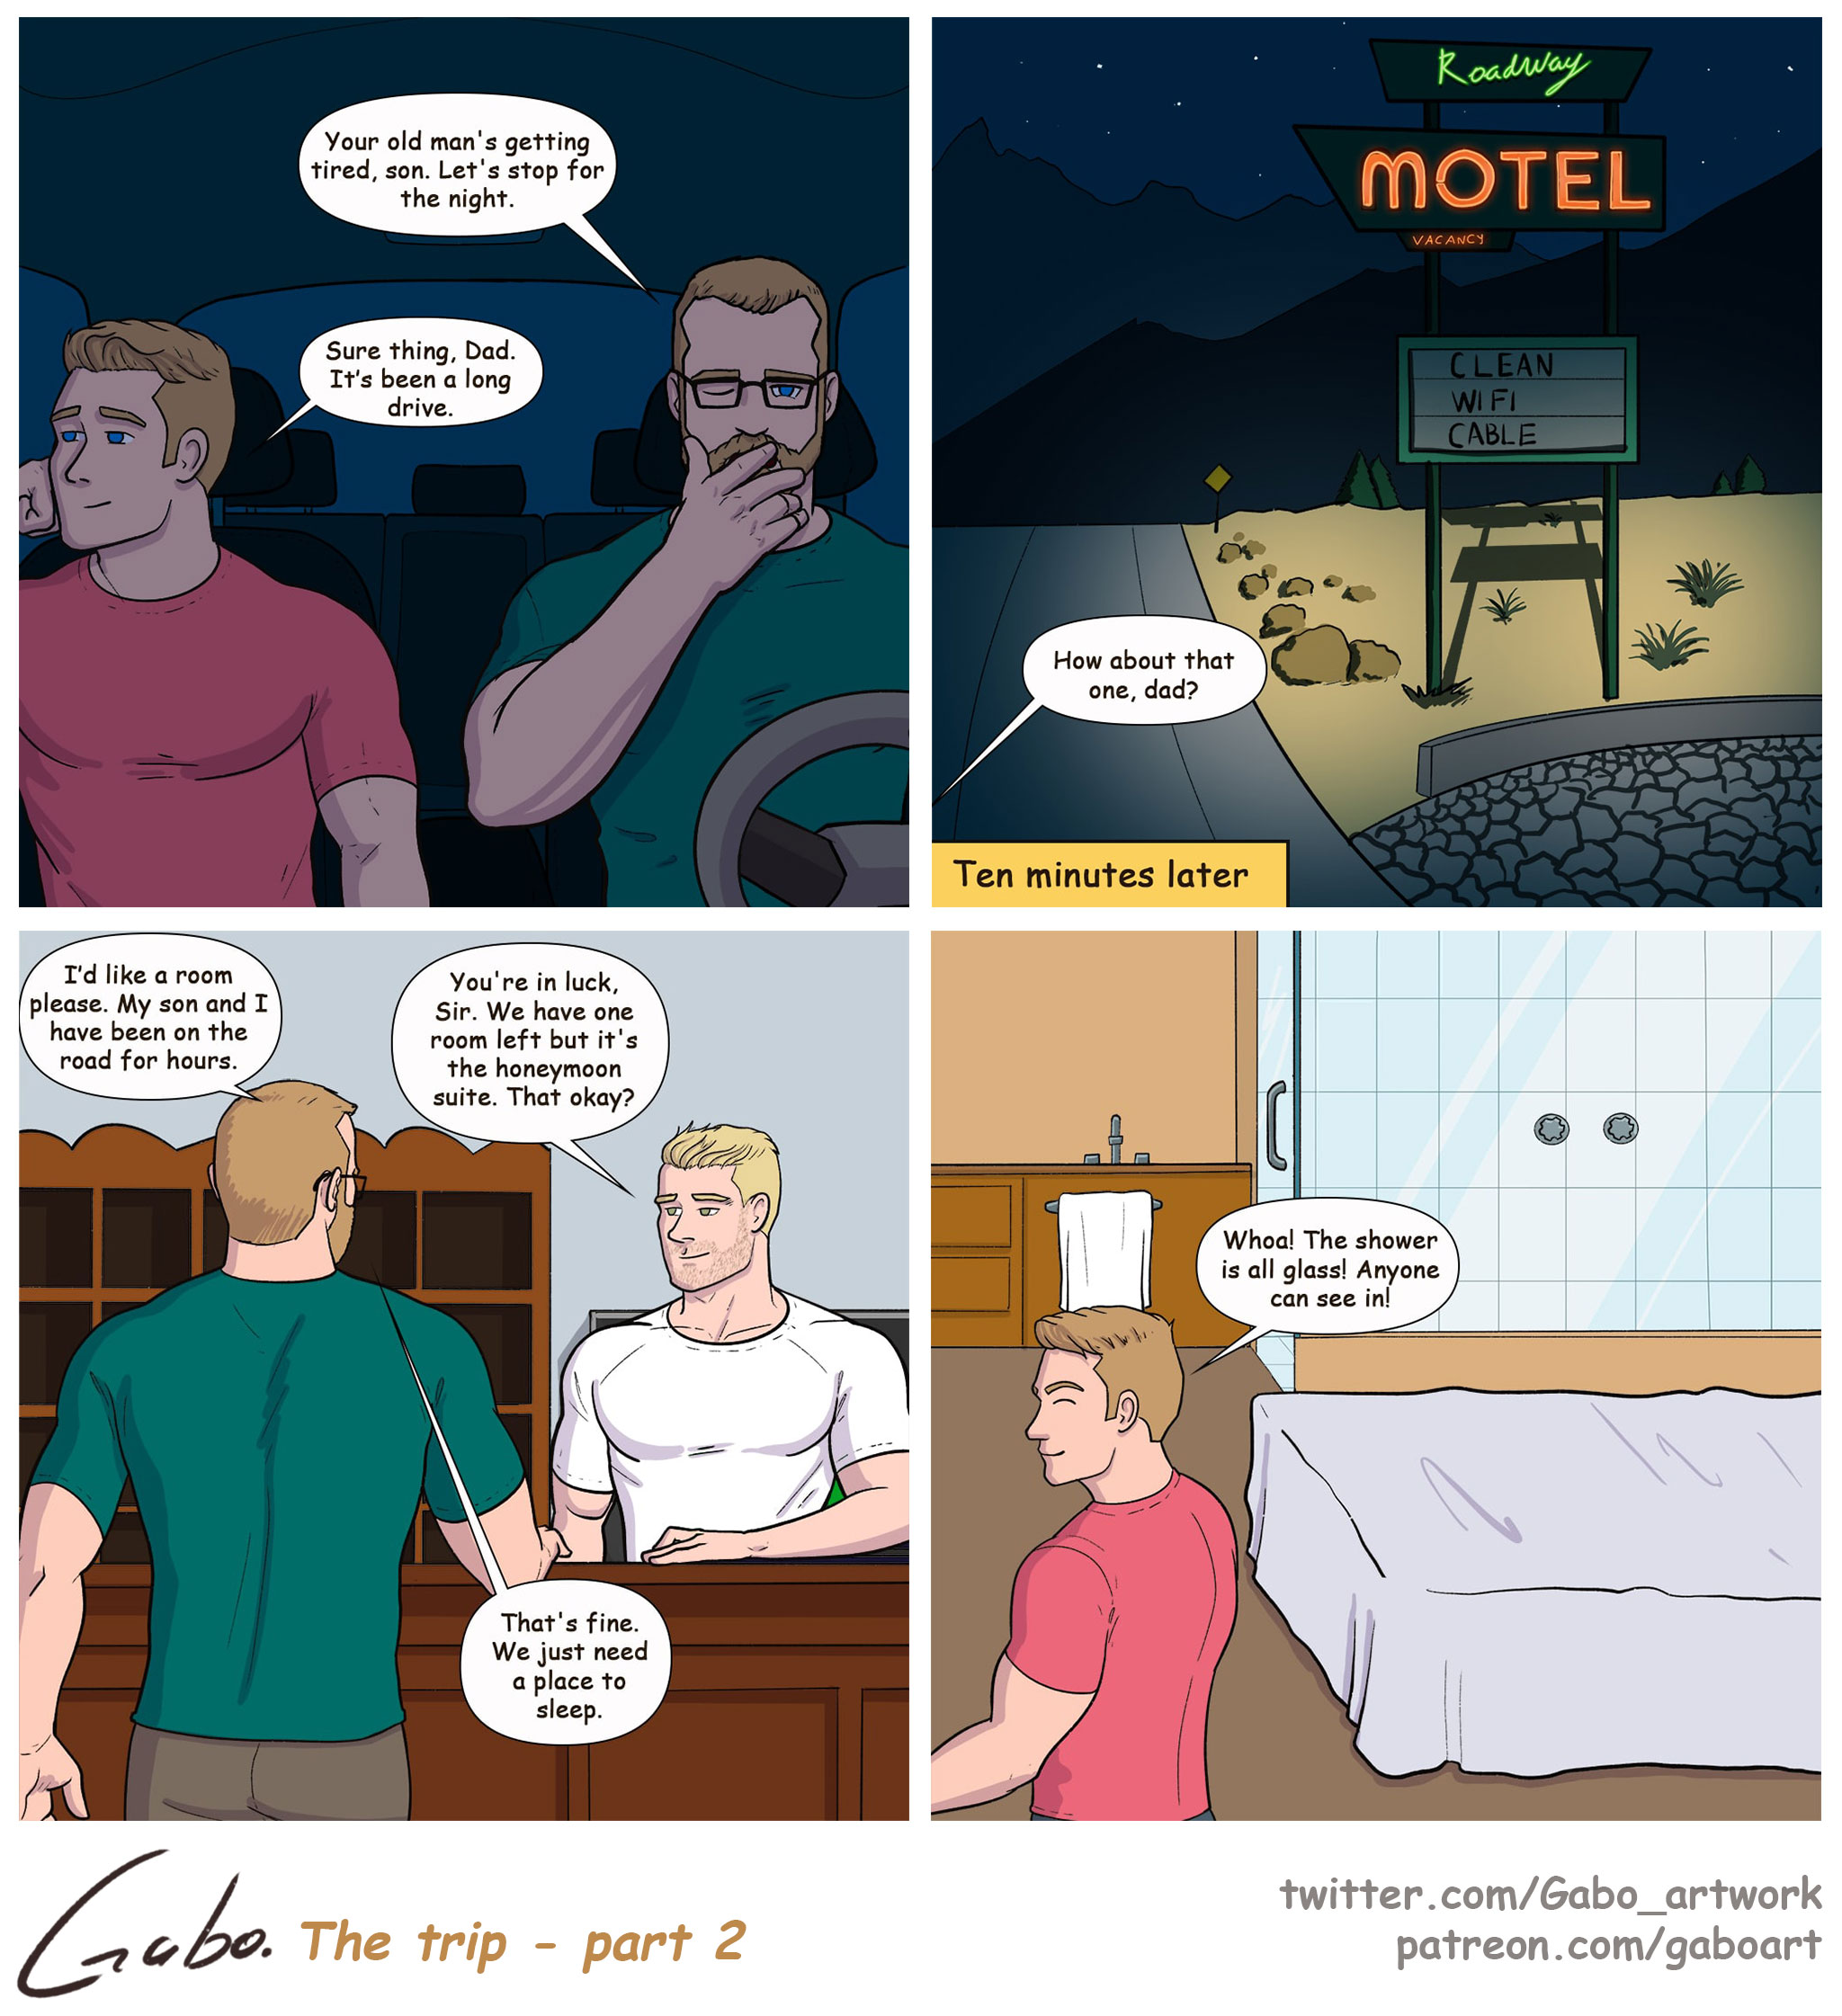 Your old man's getting
tired, son. Let's stop for
the night.
Sure thing, Dad.
It's been a long
drive.
Roadway
MOTEL
VACANCY
CLEAN
WIFI
CABLE
How about that
one, dad?
Ten minutes later
I'd like a room
please. My son and I
have been on the
road for hours.
You're in luck,
Sir. We have one
room left but it's
the honeymoon
suite. That okay?
That's fine.
We just need
a place to
sleep.
Whoa! The shower
is all glass! Anyone
can see in!
Gabo.
The trip - part 2
twitter.com/Gabo_artwork
patreon.com/gaboart